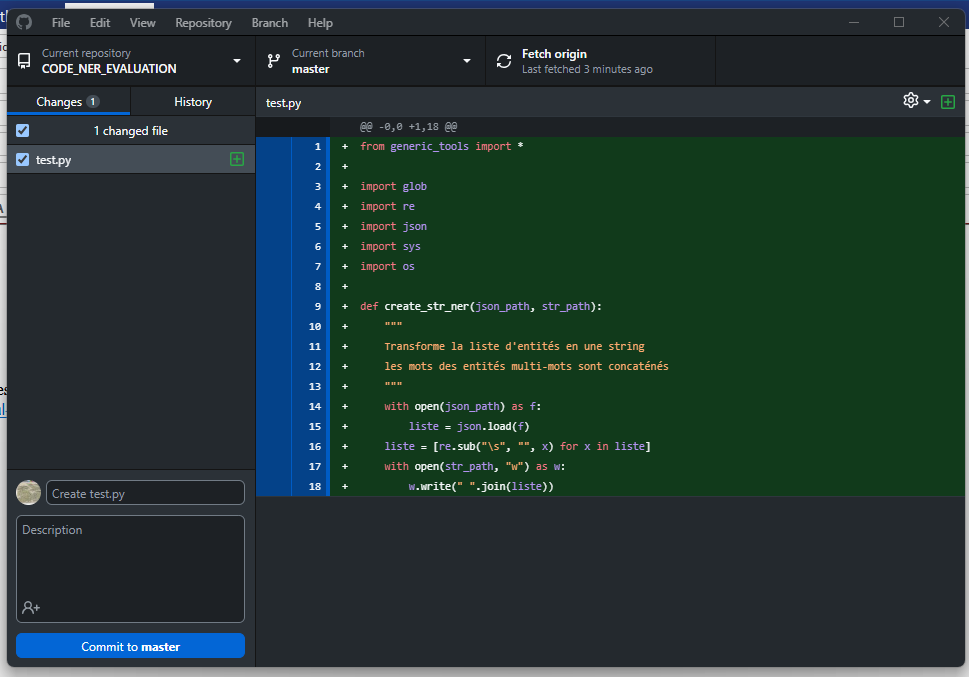 File Edit View Repository Branch Help
Current repository
CODE_NER_EVALUATION
Current branch
master
Fetch origin
Last fetched 3 minutes ago
Changes 1
History
test.py
1 changed file
test.py
@@ -0,0 +1,18 @@
1 + from generic_tools import *
2 +
3 + import glob
4 + import re
5 + import json
6 + import sys
7 + import os
8 +
9 + def create_str_ner(json_path, str_path):
10 + """
11 + Transforme la liste d'entités en une string
12 + les mots des entités multi-mots sont concaténés
13 + """
14 + with open(json_path) as f:
15 + liste = json.load(f)
16 + liste = [re.sub("\s", "", x) for x in liste]
17 + with open(str_path, "w") as w:
18 + w.write(" ".join(liste))
Create test.py
Description
Commit to master